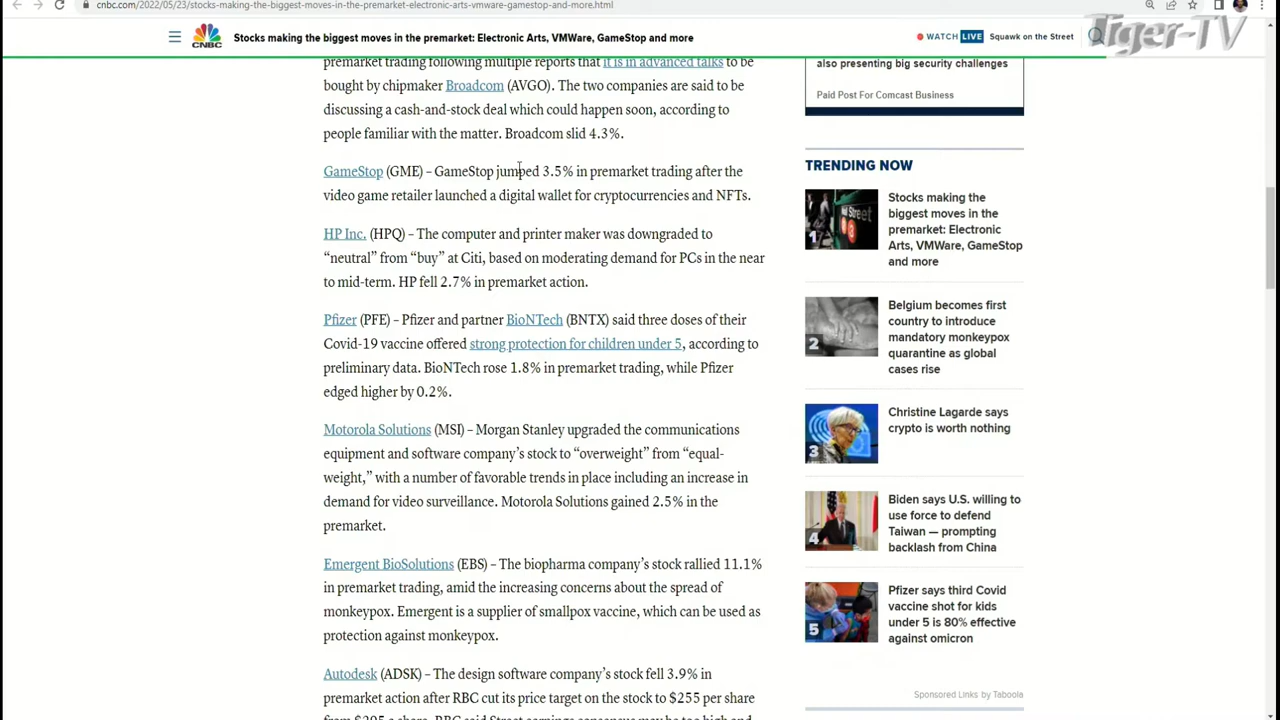 cnbc.com/2022/05/23/stocks-making-the-biggest-moves-in-the-premarket-electronic-arts-vmware-gamestop-and-more.html
CNBC
Stocks making the biggest moves in the premarket: Electronic Arts, VMWare, GameStop and more
WATCH LIVE Squawk on the Street
Tiger-TV
premarket trading following multiple reports that it is in advanced talks to be
bought by chipmaker Broadcom (AVGO). The two companies are said to be
discussing a cash-and-stock deal which could happen soon, according to
people familiar with the matter. Broadcom slid 4.3%.
GameStop (GME) – GameStop jumped 3.5% in premarket trading after the
video game retailer launched a digital wallet for cryptocurrencies and NFTs.
HP Inc. (HPQ) – The computer and printer maker was downgraded to
“neutral” from “buy” at Citi, based on moderating demand for PCs in the near
to mid-term. HP fell 2.7% in premarket action.
Pfizer (PFE) – Pfizer and partner BioNTech (BNTX) said three doses of their
Covid-19 vaccine offered strong protection for children under 5, according to
preliminary data. BioNTech rose 1.8% in premarket trading, while Pfizer
edged higher by 0.2%.
Motorola Solutions (MSI) – Morgan Stanley upgraded the communications
equipment and software company’s stock to “overweight” from “equal-
weight,” with a number of favorable trends in place including an increase in
demand for video surveillance. Motorola Solutions gained 2.5% in the
premarket.
Emergent BioSolutions (EBS) – The biopharma company’s stock rallied 11.1%
in premarket trading, amid the increasing concerns about the spread of
monkeypox. Emergent is a supplier of smallpox vaccine, which can be used as
protection against monkeypox.
Autodesk (ADSK) – The design software company’s stock fell 3.9% in
premarket action after RBC cut its price target on the stock to $255 per share
from $295 a share. RBC said Street earnings consensus may be too high and
also presenting big security challenges
Paid Post For Comcast Business
TRENDING NOW
1
Stocks making the
biggest moves in the
premarket: Electronic
Arts, VMWare, GameStop
and more
2
Belgium becomes first
country to introduce
mandatory monkeypox
quarantine as global
cases rise
3
Christine Lagarde says
crypto is worth nothing
4
Biden says U.S. willing to
use force to defend
Taiwan — prompting
backlash from China
5
Pfizer says third Covid
vaccine shot for kids
under 5 is 80% effective
against omicron
Sponsored Links by Taboola